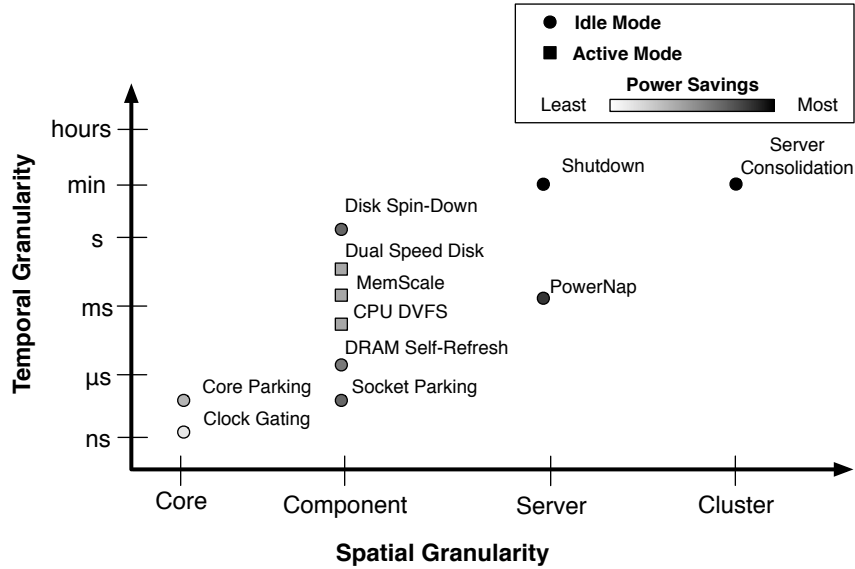 Idle Mode
Active Mode
Power Savings
Least Most
Temporal Granularity
hours
min
s
ms
µs
ns
Server
Consolidation
Shutdown
Disk Spin-Down
Dual Speed Disk
MemScale
PowerNap
CPU DVFS
DRAM Self-Refresh
Core Parking
Socket Parking
Clock Gating
Core Component Server Cluster
Spatial Granularity